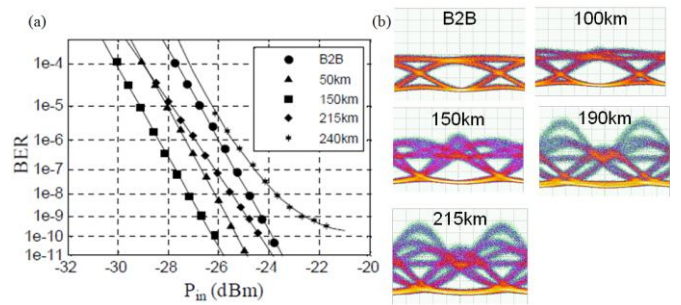 (a)
BER
1e-4
1e-5
1e-6
1e-7
1e-8
1e-9
1e-10
1e-11
-32
-30
-28
-26
-24
-22
-20
P_in (dBm)
B2B
50km
150km
215km
240km
(b)
B2B
100km
150km
190km
215km